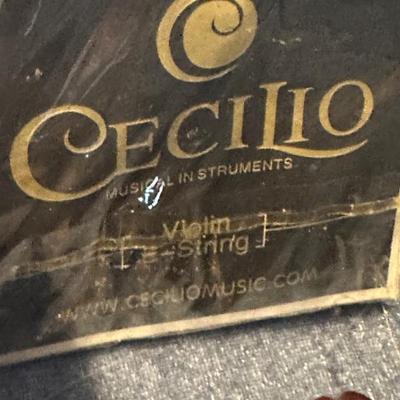 C
CECILIO
MUSICAL INSTRUMENTS
[ Violin
E-String ]
WWW.CECILIOMUSIC.COM